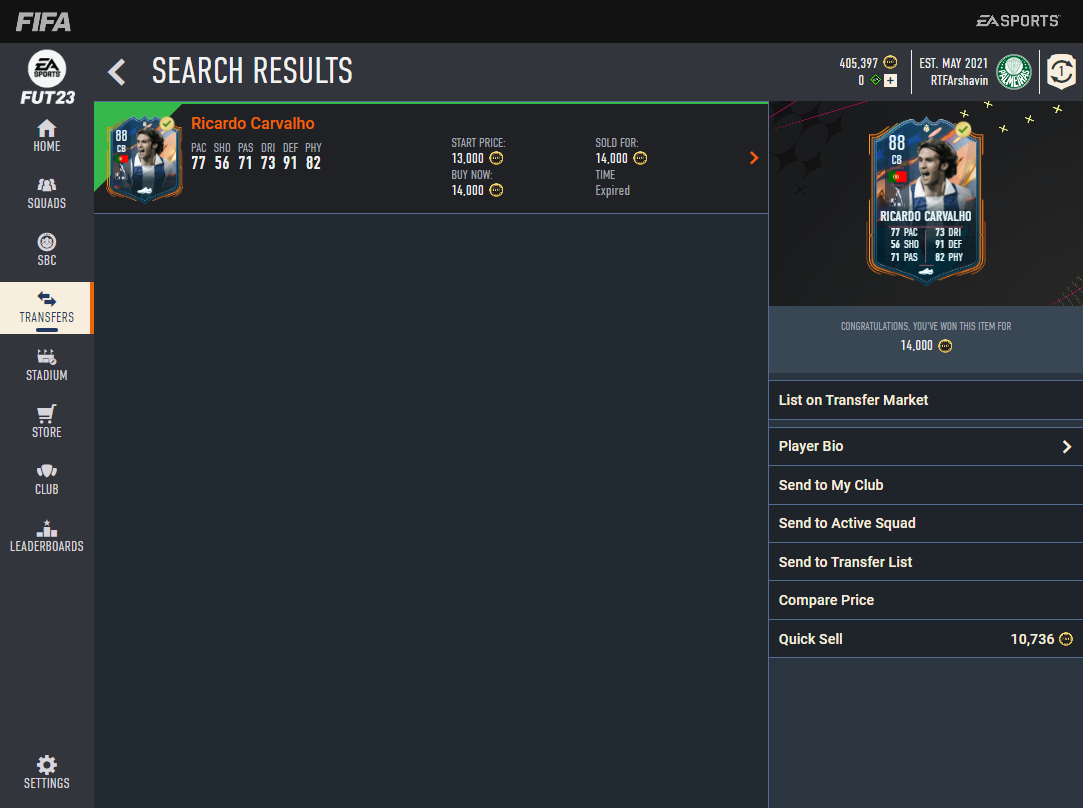 FIFA
EA SPORTS
EA SPORTS
FUT23
SEARCH RESULTS
405,397
0
EST. MAY 2021
RTFArshavin
PALMEIRAS
1
HOME
SQUADS
SBC
TRANSFERS
STADIUM
STORE
CLUB
LEADERBOARDS
SETTINGS
88
CB
Ricardo Carvalho
PAC SHO PAS DRI DEF PHY
77 56 71 73 91 82
START PRICE:
13,000
BUY NOW:
14,000
SOLD FOR:
14,000
TIME
Expired
88
CB
RICARDO CARVALHO
77 PAC 73 DRI
56 SHO 91 DEF
71 PAS 82 PHY
CONGRATULATIONS, YOU'VE WON THIS ITEM FOR
14,000
List on Transfer Market
Player Bio
Send to My Club
Send to Active Squad
Send to Transfer List
Compare Price
Quick Sell 10,736